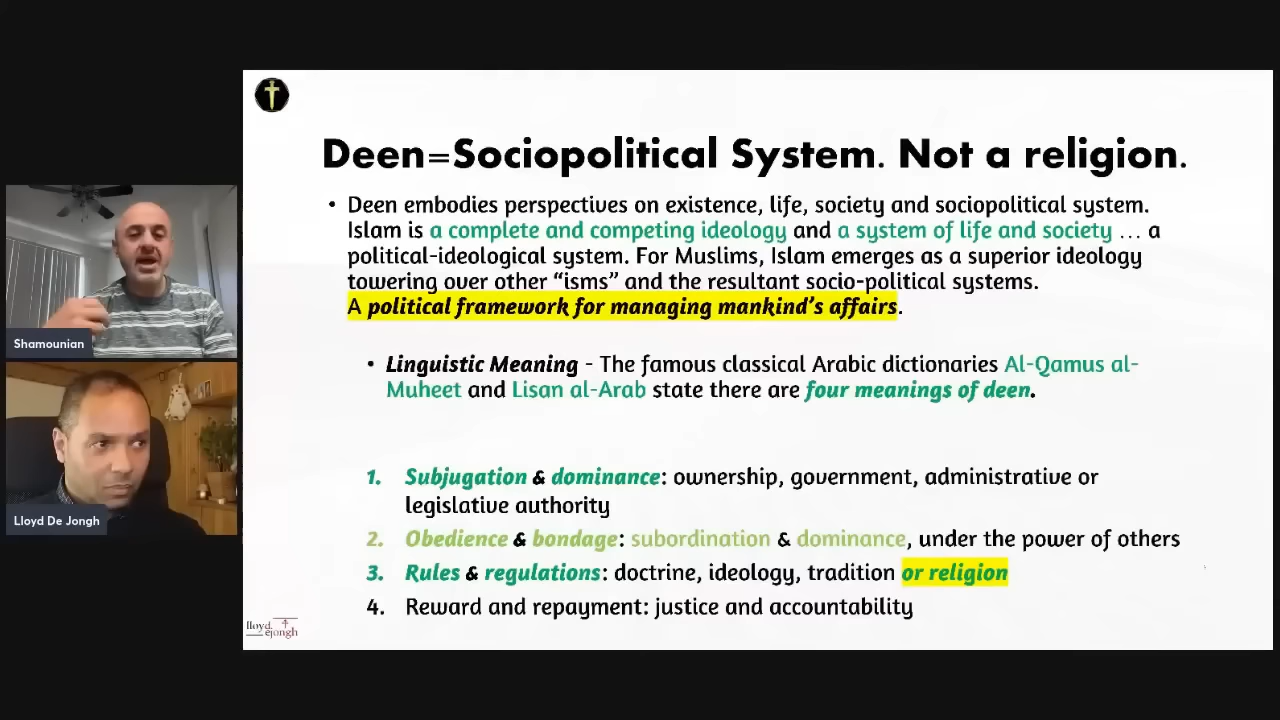 Deen=Sociopolitical System. Not a religion.
• Deen embodies perspectives on existence, life, society and sociopolitical system.
Islam is a complete and competing ideology and a system of life and society ... a
political-ideological system. For Muslims, Islam emerges as a superior ideology
towering over other “isms” and the resultant socio-political systems.
A political framework for managing mankind’s affairs.
• Linguistic Meaning - The famous classical Arabic dictionaries Al-Qamus al-
Muheet and Lisan al-Arab state there are four meanings of deen.
1. Subjugation & dominance: ownership, government, administrative or
legislative authority
2. Obedience & bondage: subordination & dominance, under the power of others
3. Rules & regulations: doctrine, ideology, tradition or religion
4. Reward and repayment: justice and accountability
Shamounian
Lloyd De Jongh
lloyd
ejongh